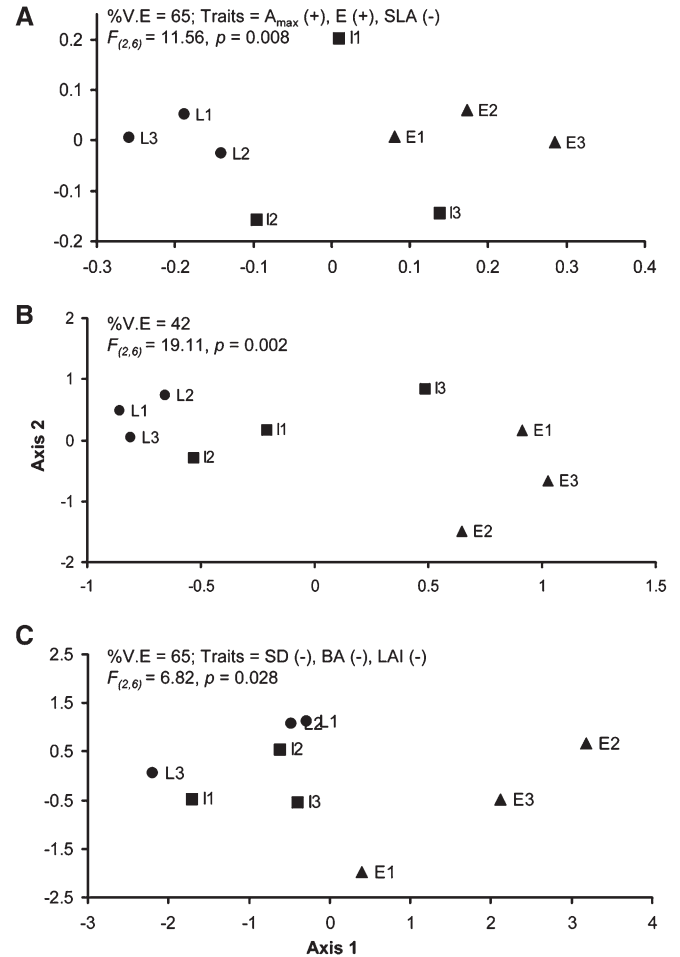 A
%V.E = 65; Traits = Amax (+), E (+), SLA (-)
F(2,6) = 11.56, p = 0.008
0.2
0.1
0
-0.1
-0.2
I1
L1
L3
L2
E2
E1
E3
I2
I3
-0.3 -0.2 -0.1 0 0.1 0.2 0.3 0.4
B
%V.E = 42
F(2,6) = 19.11, p = 0.002
Axis 2
2
1
0
-1
-2
I3
L2
L1
L3
I1
E1
I2
E3
E2
-1 -0.5 0 0.5 1 1.5
C
%V.E = 65; Traits = SD (-), BA (-), LAI (-)
F(2,6) = 6.82, p = 0.028
2.5
1.5
0.5
-0.5
-1.5
-2.5
L2 L1
I2
E2
L3
I1
I3
E3
E1
-3 -2 -1 0 1 2 3 4
Axis 1